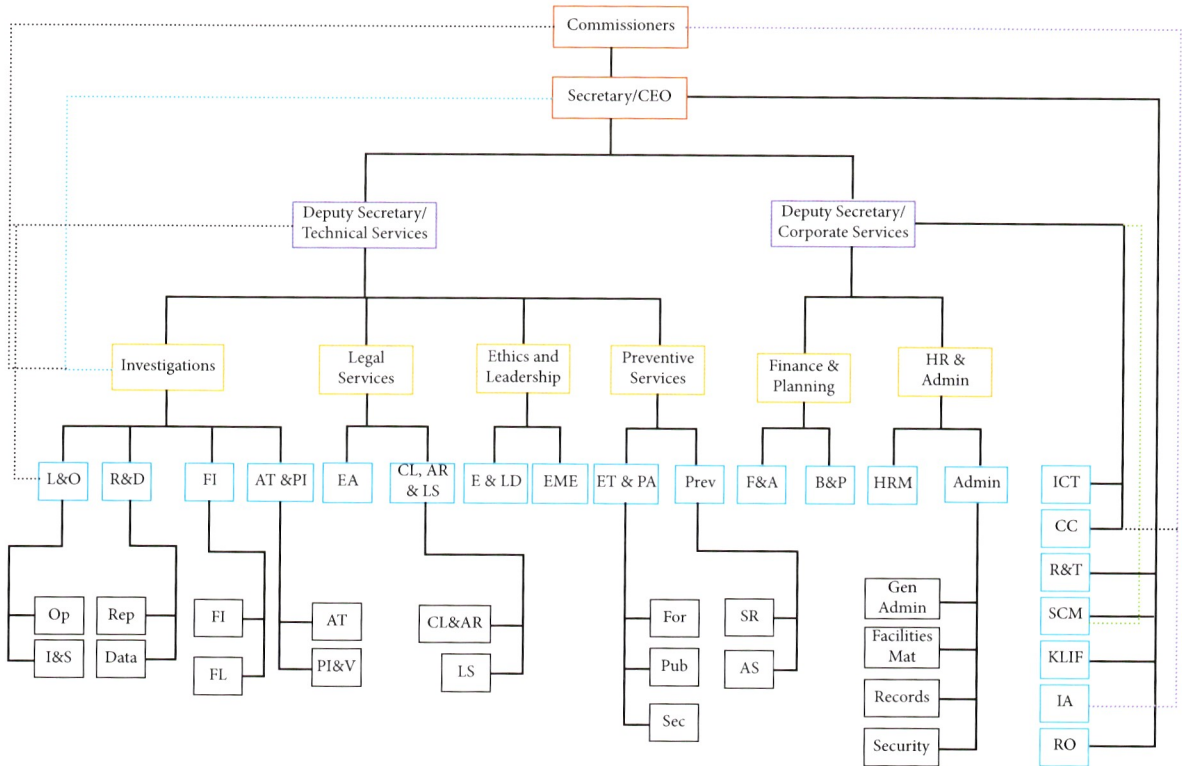 Commissioners
Secretary/CEO
Deputy Secretary/
Technical Services
Deputy Secretary/
Corporate Services
Investigations
Legal
Services
Ethics and
Leadership
Preventive
Services
Finance &
Planning
HR &
Admin
L&O
R&D
FI
AT &PI
EA
CL, AR
& LS
E & LD
EME
ET & PA
Prev
F&A
B&P
HRM
Admin
ICT
CC
R&T
SCM
KLIF
IA
RO
Op
I&S
Rep
Data
FI
FL
AT
PI&V
CL&AR
LS
For
Pub
Sec
SR
AS
Gen
Admin
Facilities
Mat
Records
Security